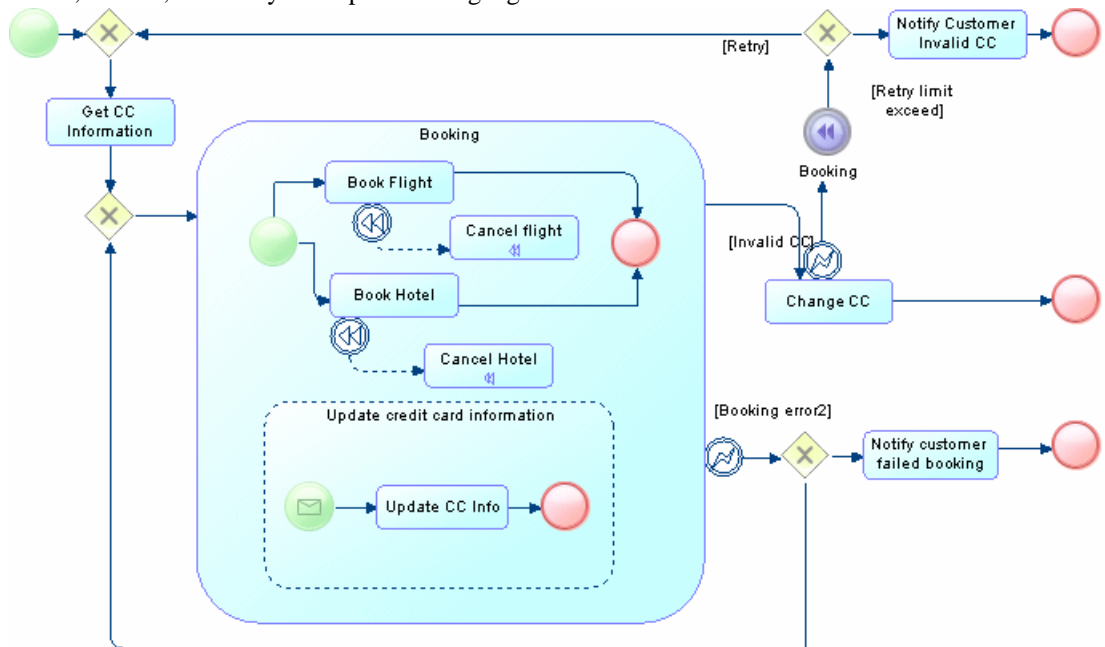 Notify Customer
Invalid CC
[Retry]
[Retry limit
exceed]
Get CC
Information
Booking
Booking
Book Flight
Cancel flight
[Invalid CC]
Book Hotel
Change CC
Cancel Hotel
Update credit card information
[Booking error2]
Notify customer
failed booking
Update CC Info